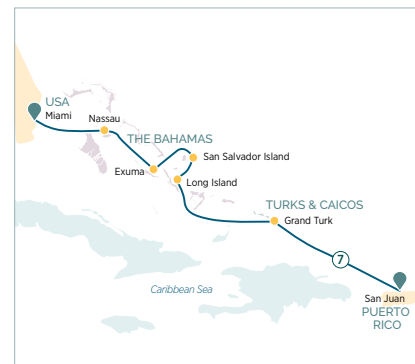 USA
Miami
Nassau
THE BAHAMAS
San Salvador Island
Exuma
Long Island
TURKS & CAICOS
Grand Turk
7
Caribbean Sea
San Juan
PUERTO
RICO